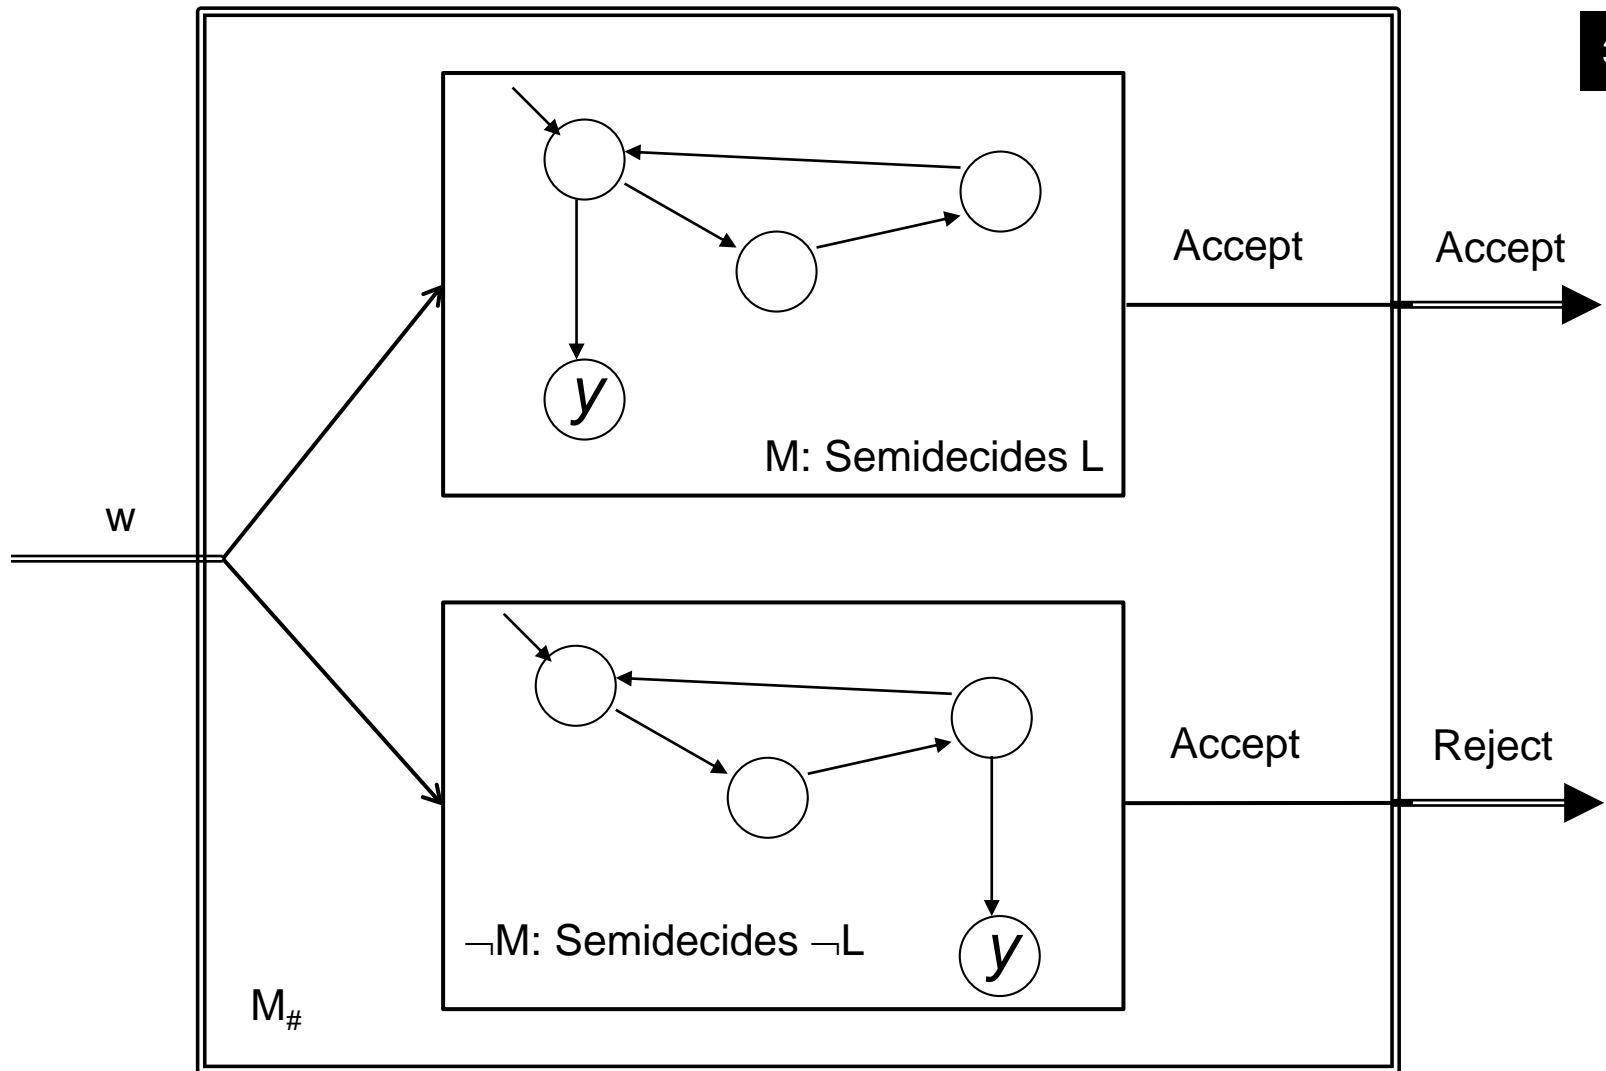 Accept
Accept
y
M: Semidecides L
w
Accept
Reject
¬M: Semidecides ¬L
y
M#